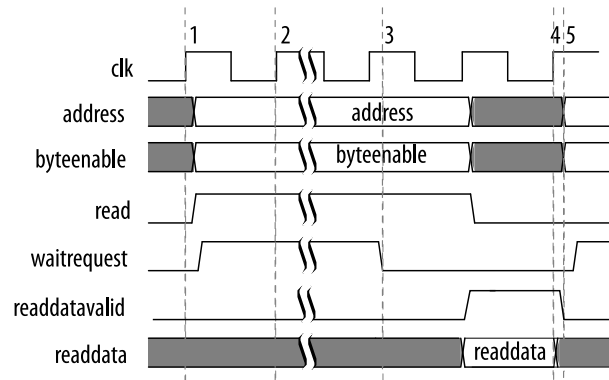 1 2 3 4 5
clk
address address
byteenable byteenable
read
waitrequest
readdatavalid
readdata readdata